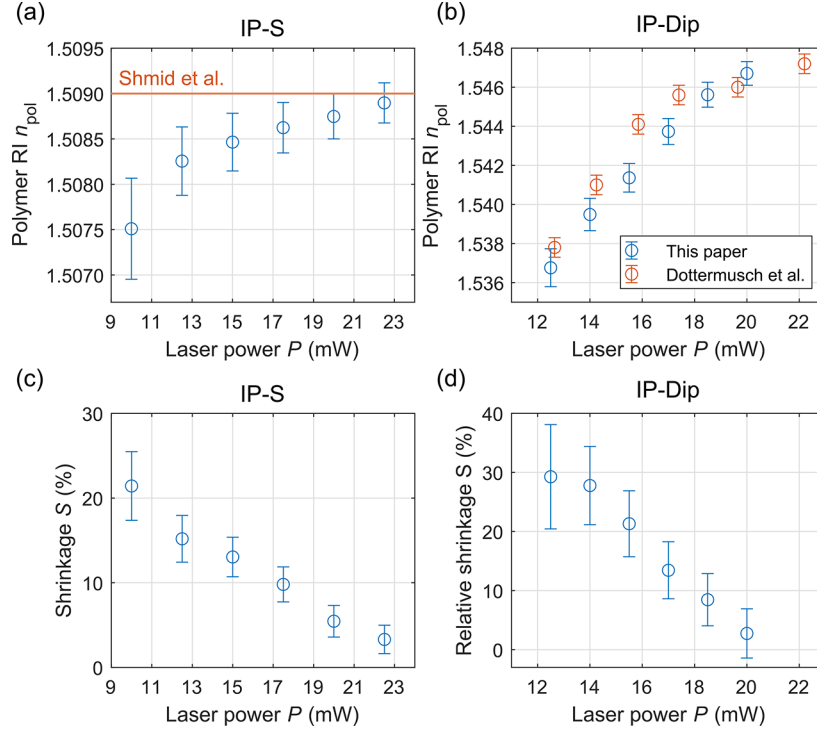 (a)
IP-S
Polymer RI n_pol
1.5095
1.5090
1.5085
1.5080
1.5075
1.5070
Shmid et al.
9 11 13 15 17 19 21 23
Laser power P (mW)
(b)
IP-Dip
Polymer RI n_pol
1.548
1.546
1.544
1.542
1.540
1.538
1.536
This paper
Dottermusch et al.
12 14 16 18 20 22
Laser power P (mW)
(c)
IP-S
Shrinkage S (%)
30
20
10
0
9 11 13 15 17 19 21 23
Laser power P (mW)
(d)
IP-Dip
Relative shrinkage S (%)
40
30
20
10
0
12 14 16 18 20 22
Laser power P (mW)